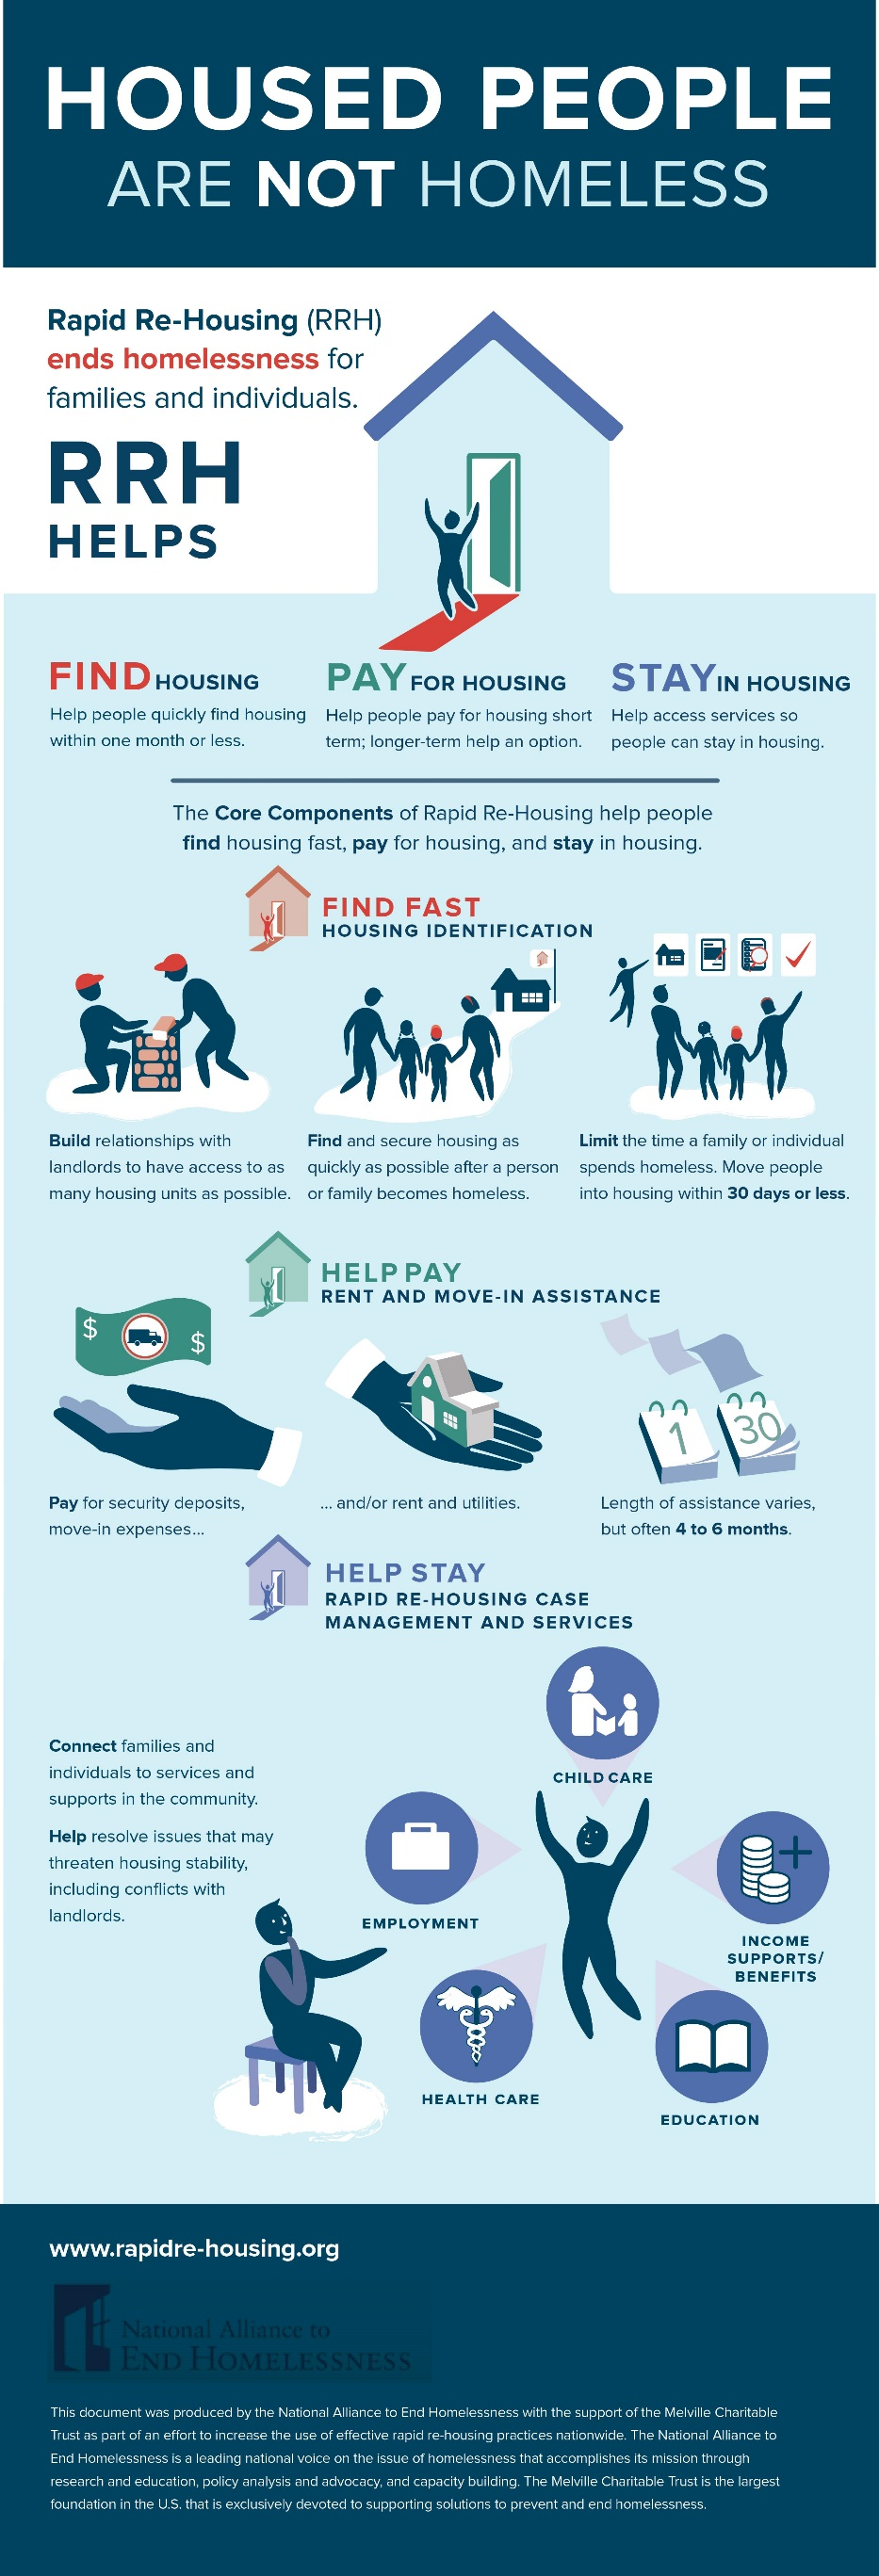 HOUSED PEOPLE
ARE NOT HOMELESS
Rapid Re-Housing (RRH)
ends homelessness for
families and individuals.
RRH
HELPS
FIND HOUSING
Help people quickly find housing
within one month or less.
PAY FOR HOUSING
Help people pay for housing short
term; longer-term help an option.
STAY IN HOUSING
Help access services so
people can stay in housing.
The Core Components of Rapid Re-Housing help people
find housing fast, pay for housing, and stay in housing.
FIND FAST
HOUSING IDENTIFICATION
Build relationships with
landlords to have access to as
many housing units as possible.
Find and secure housing as
quickly as possible after a person
or family becomes homeless.
Limit the time a family or individual
spends homeless. Move people
into housing within 30 days or less.
HELP PAY
RENT AND MOVE-IN ASSISTANCE
$ $
1
30
Pay for security deposits,
move-in expenses...
... and/or rent and utilities.
Length of assistance varies,
but often 4 to 6 months.
HELP STAY
RAPID RE-HOUSING CASE
MANAGEMENT AND SERVICES
Connect families and
individuals to services and
supports in the community.
Help resolve issues that may
threaten housing stability,
including conflicts with
landlords.
CHILD CARE
EMPLOYMENT
INCOME
SUPPORTS/
BENEFITS
HEALTH CARE
EDUCATION
www.rapidre-housing.org
National Alliance to
END HOMELESSNESS
This document was produced by the National Alliance to End Homelessness with the support of the Melville Charitable
Trust as part of an effort to increase the use of effective rapid re-housing practices nationwide. The National Alliance to
End Homelessness is a leading national voice on the issue of homelessness that accomplishes its mission through
research and education, policy analysis and advocacy, and capacity building. The Melville Charitable Trust is the largest
foundation in the U.S. that is exclusively devoted to supporting solutions to prevent and end homelessness.